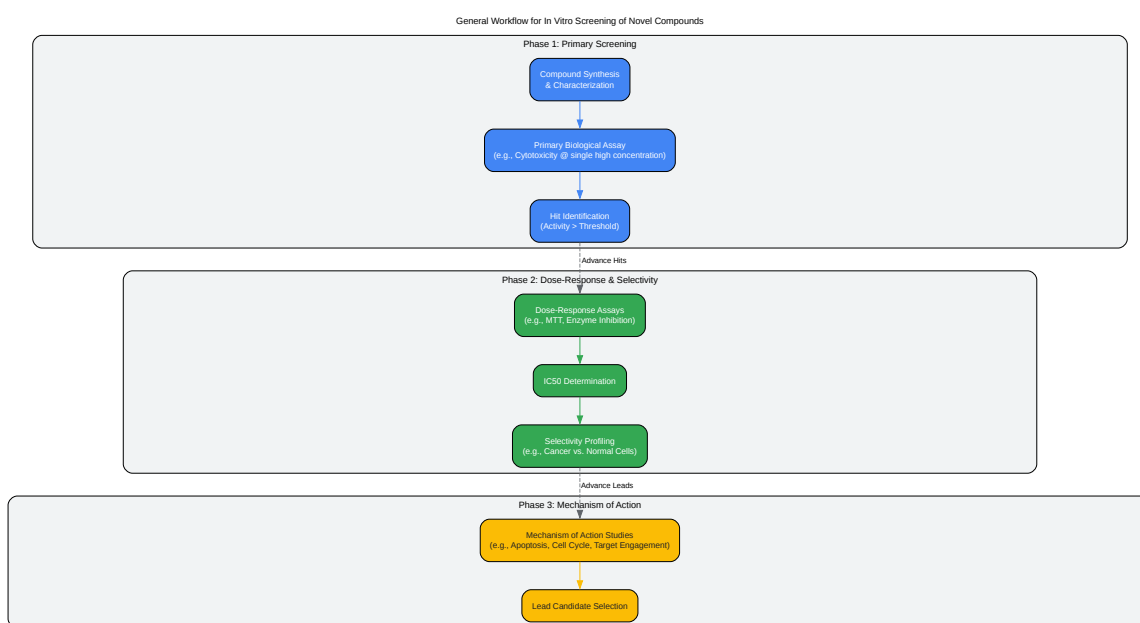 General Workflow for In Vitro Screening of Novel Compounds
Phase 1: Primary Screening
Compound Synthesis
& Characterization
Primary Biological Assay
(e.g., Cytotoxicity @ single high concentration)
Hit Identification
(Activity > Threshold)
Advance Hits
Phase 2: Dose-Response & Selectivity
Dose-Response Assays
(e.g., MTT, Enzyme Inhibition)
IC50 Determination
Selectivity Profiling
(e.g., Cancer vs. Normal Cells)
Advance Leads
Phase 3: Mechanism of Action
Mechanism of Action Studies
(e.g., Apoptosis, Cell Cycle, Target Engagement)
Lead Candidate Selection